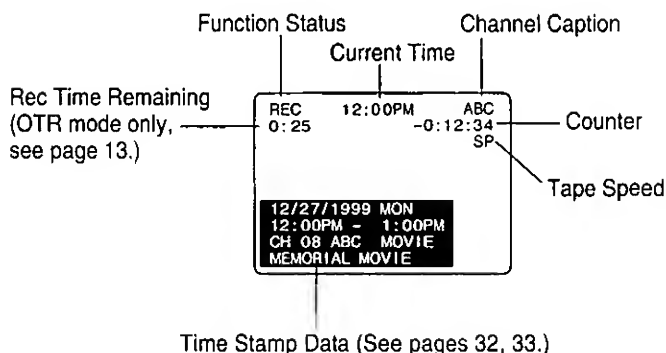 Function Status
Channel Caption
Current Time
Rec Time Remaining
(OTR mode only,
see page 13.)
REC 12:00PM ABC
0:25 -0:12:34
SP
Counter
Tape Speed
12/27/1999 MON
12:00PM - 1:00PM
CH 08 ABC MOVIE
MEMORIAL MOVIE
Time Stamp Data (See pages 32, 33.)